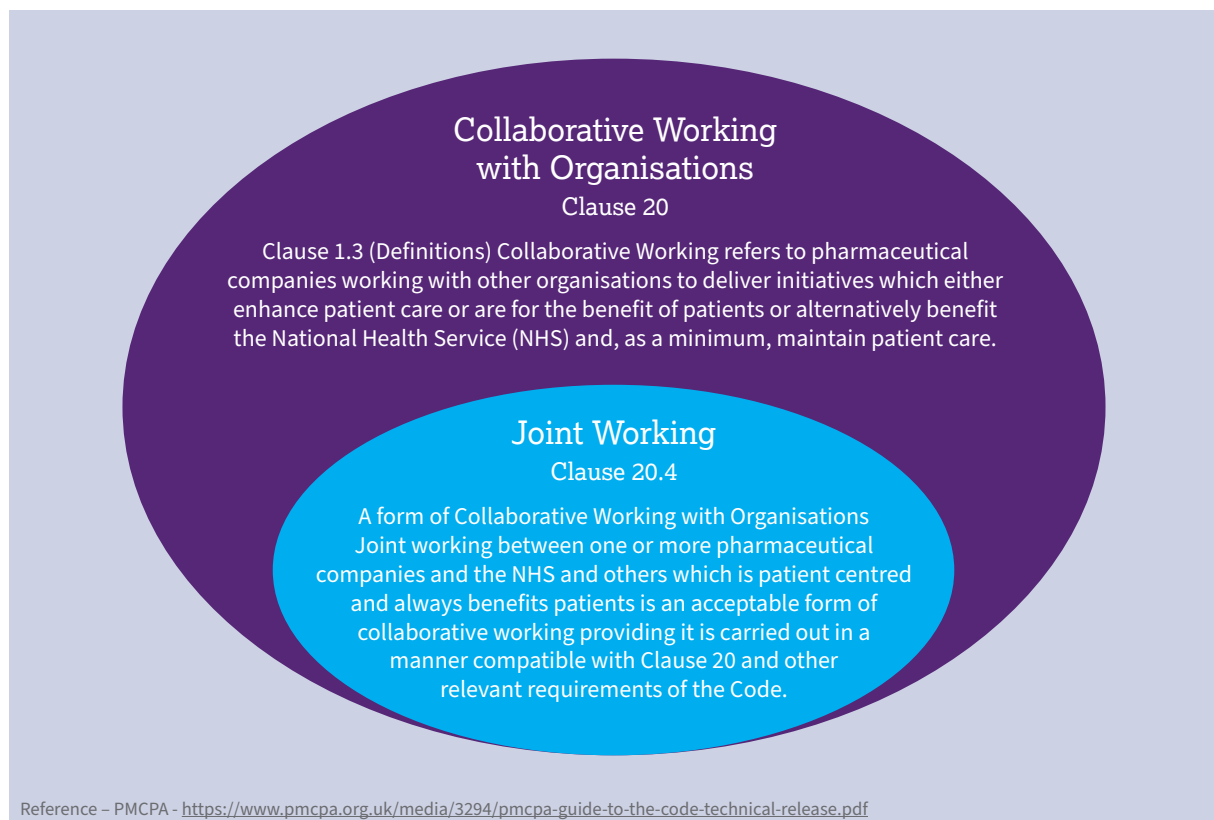 Collaborative Working
with Organisations
Clause 20
Clause 1.3 (Definitions) Collaborative Working refers to pharmaceutical
companies working with other organisations to deliver initiatives which either
enhance patient care or are for the benefit of patients or alternatively benefit
the National Health Service (NHS) and, as a minimum, maintain patient care.
Joint Working
Clause 20.4
A form of Collaborative Working with Organisations
Joint working between one or more pharmaceutical
companies and the NHS and others which is patient centred
and always benefits patients is an acceptable form of
collaborative working providing it is carried out in a
manner compatible with Clause 20 and other
relevant requirements of the Code.
Reference – PMCPA - https://www.pmcpa.org.uk/media/3294/pmcpa-guide-to-the-code-technical-release.pdf